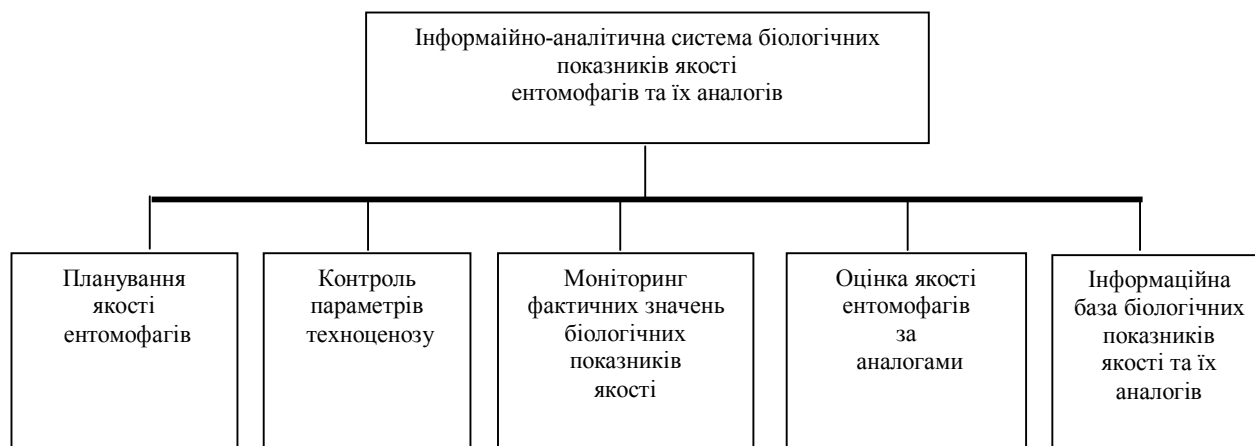 Інформаійно-аналітична система біологічних
показників якості
ентомофагів та їх аналогів
Планування
якості
ентомофагів
Контроль
параметрів
техноценозу
Моніторинг
фактичних значень
біологічних
показників
якості
Оцінка якості
ентомофагів
за
аналогами
Інформаційна
база біологічних
показників
якості та їх
аналогів